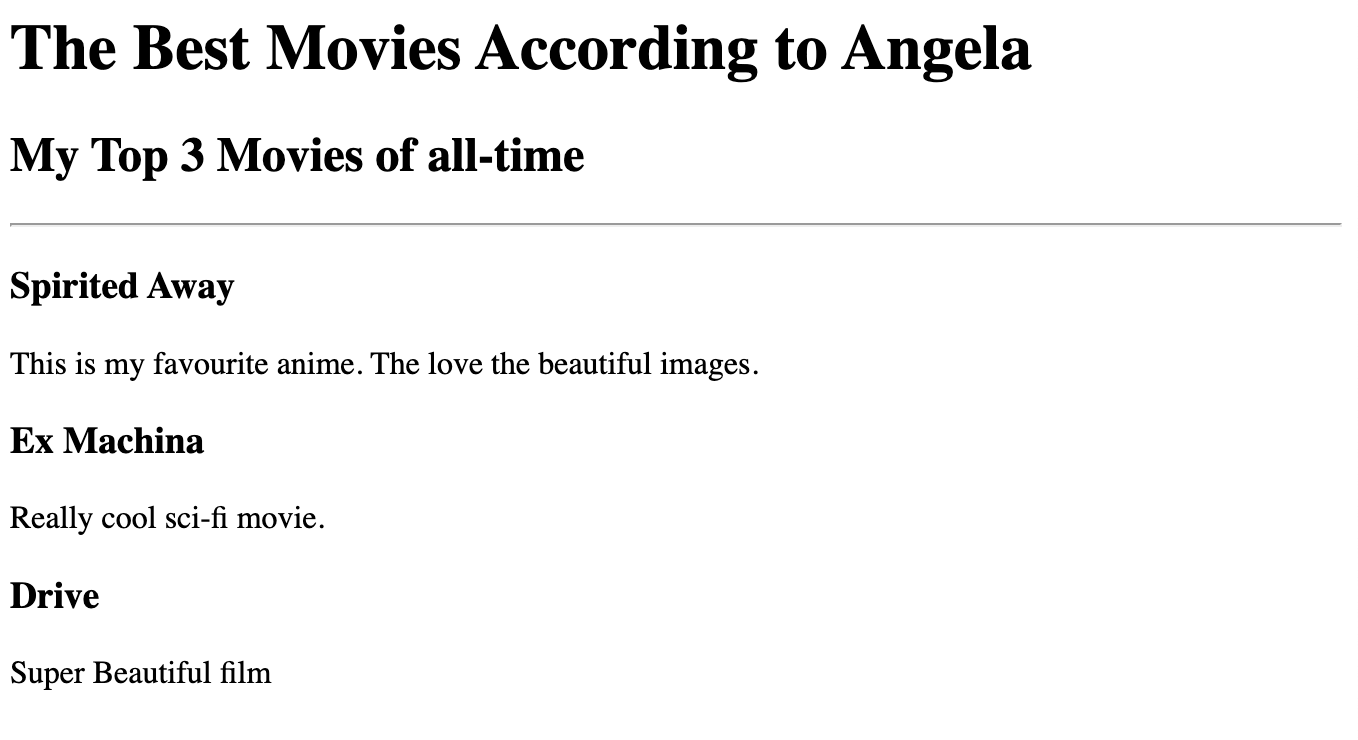 The Best Movies According to Angela
My Top 3 Movies of all-time
Spirited Away
This is my favourite anime. The love the beautiful images.
Ex Machina
Really cool sci-fi movie.
Drive
Super Beautiful film